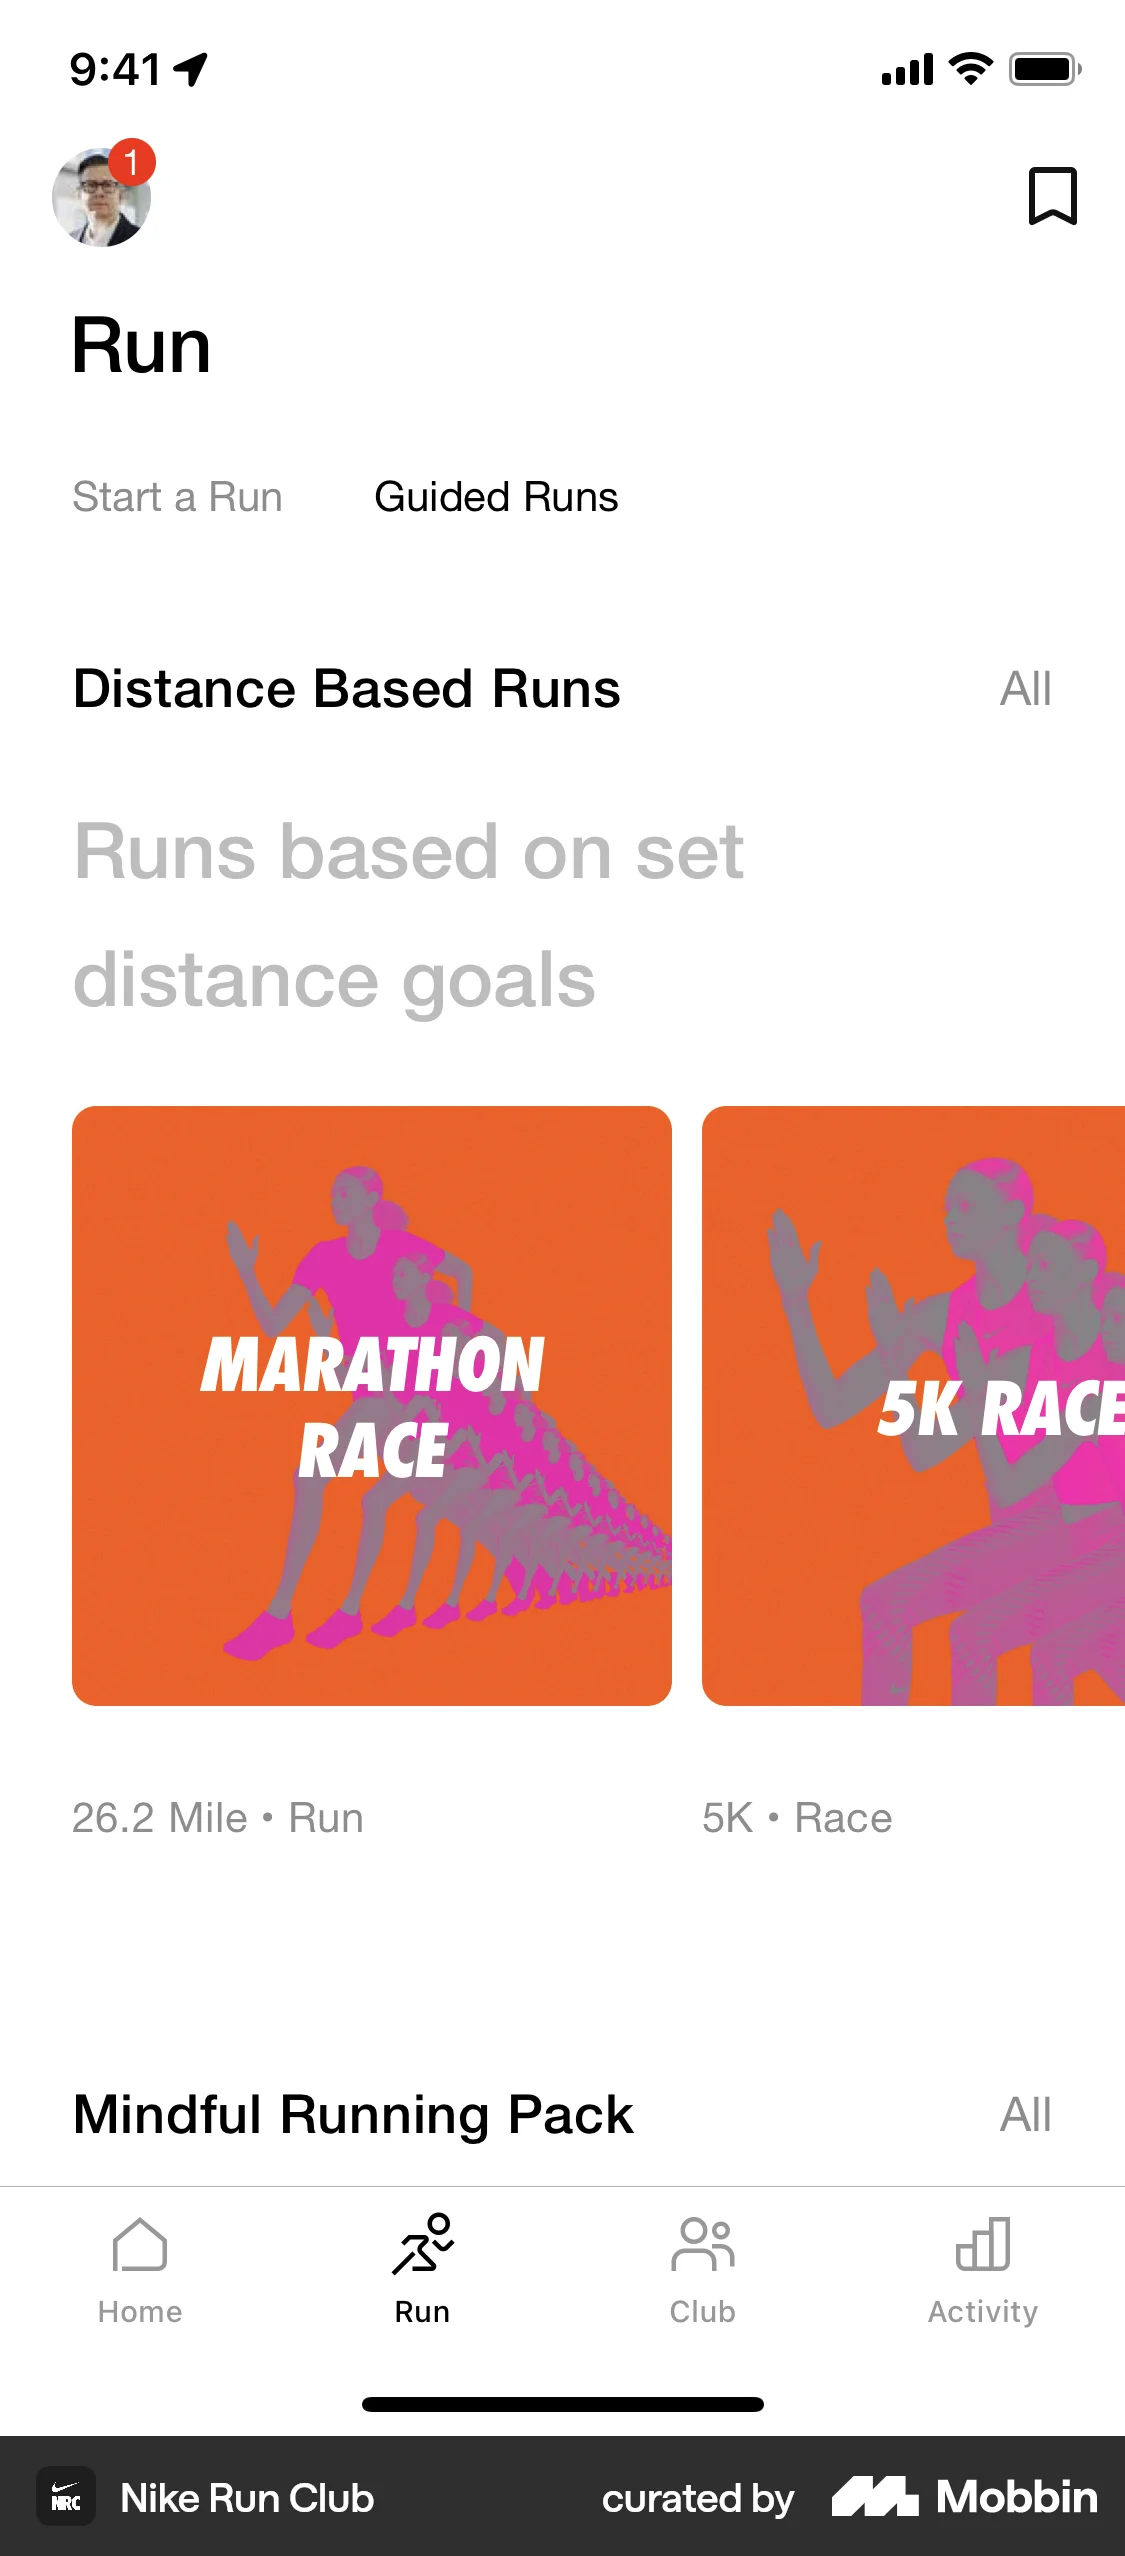 9:41
1
Run
Start a Run Guided Runs
Distance Based Runs All
Runs based on set
distance goals
MARATHON
RACE
5K RACE
26.2 Mile • Run 5K • Race
Mindful Running Pack All
Home Run Club Activity
NRC Nike Run Club curated by Mobbin